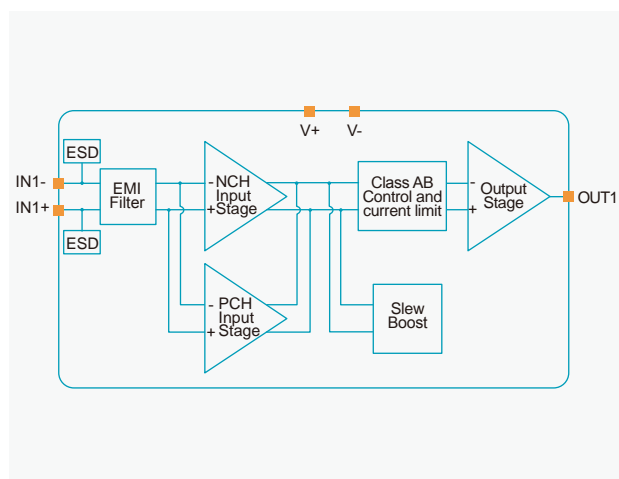 V+
V-
ESD
IN1-
IN1+
ESD
EMI
Filter
- NCH
Input
+ Stage
- PCH
Input
+ Stage
Class AB
Control and
current limit
Slew
Boost
- Output
Stage
+
OUT1